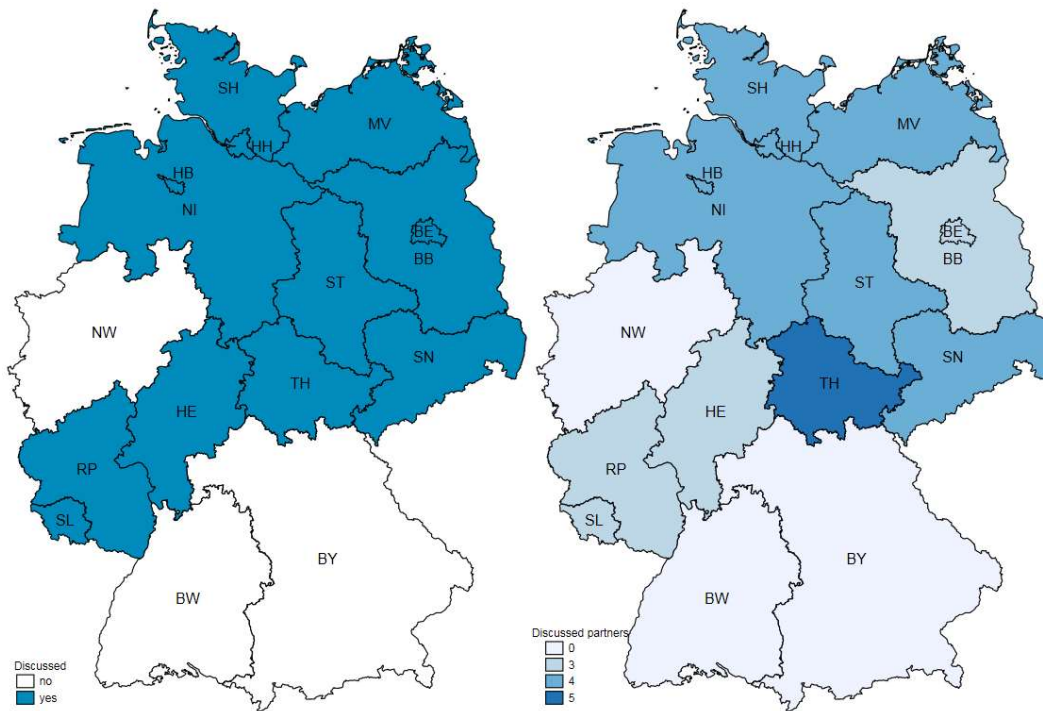 SH
MV
HH
HB
NI
BE
BB
ST
NW
SN
TH
HE
RP
SL
BY
BW
Discussed
no
yes
SH
MV
HH
HB
NI
BE
BB
ST
NW
SN
TH
HE
RP
SL
BY
BW
Discussed partners
0
3
4
5